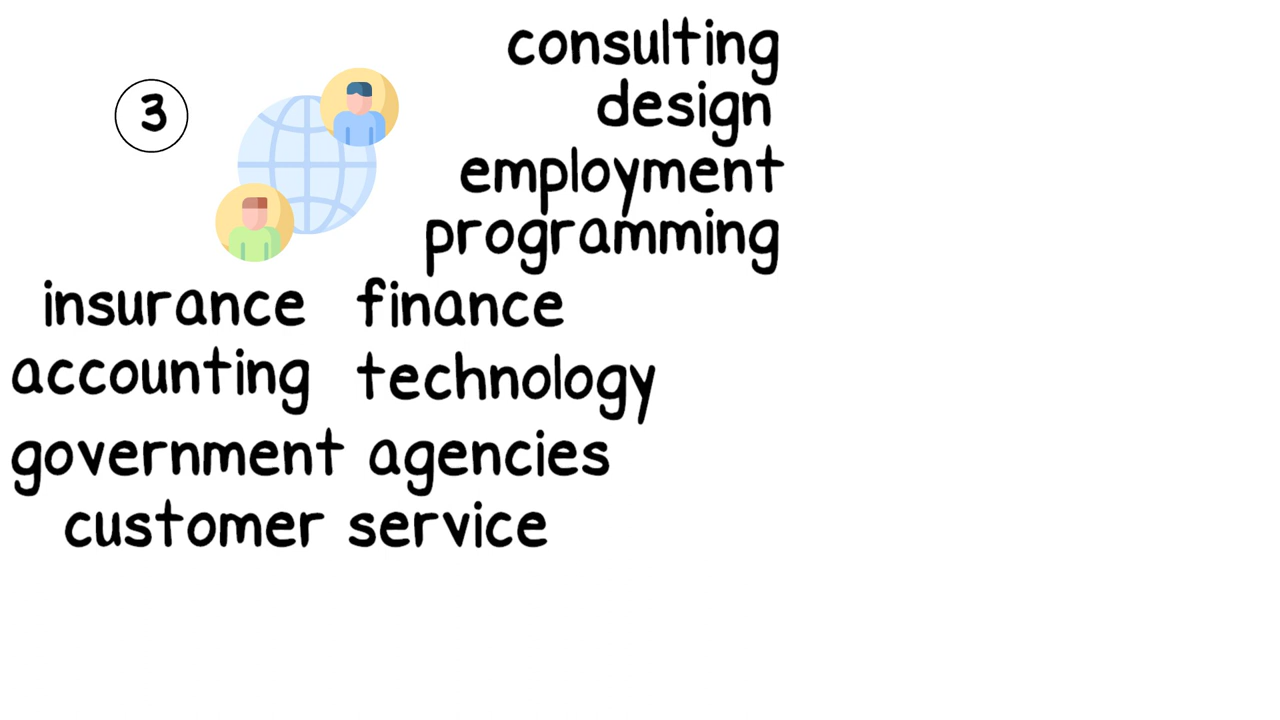 3
consulting
design
employment
programming
insurance finance
accounting technology
government agencies
customer service